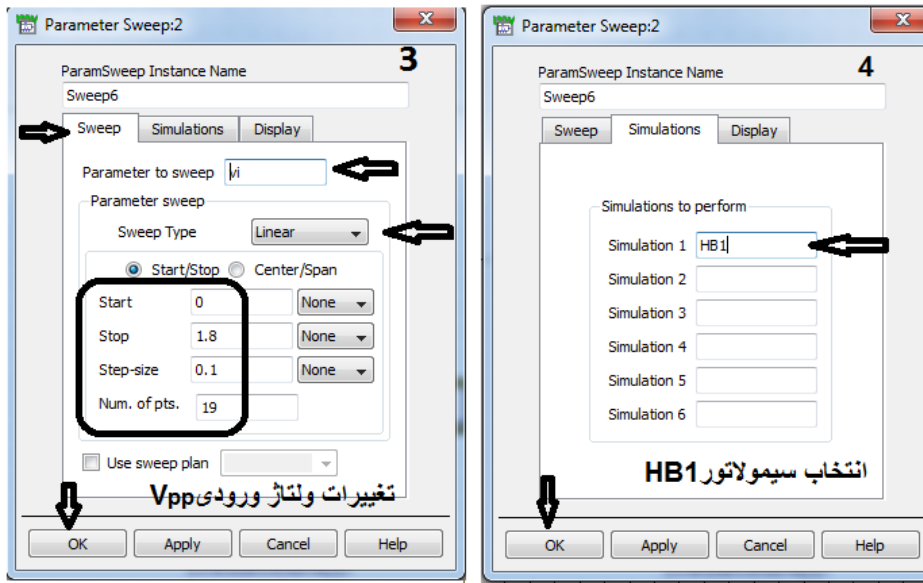 Parameter Sweep:2
3
ParamSweep Instance Name
Sweep6
Sweep Simulations Display
Parameter to sweep vi
Parameter sweep
Sweep Type Linear
Start/Stop Center/Span
Start 0 None
Stop 1.8 None
Step-size 0.1 None
Num. of pts. 19
Use sweep plan
تغییرات ولتاژ ورودیVpp
OK Apply Cancel Help
Parameter Sweep:2
4
ParamSweep Instance Name
Sweep6
Sweep Simulations Display
Simulations to perform
Simulation 1 HB1
Simulation 2
Simulation 3
Simulation 4
Simulation 5
Simulation 6
انتخاب سیمولاتورHB1
OK Apply Cancel Help